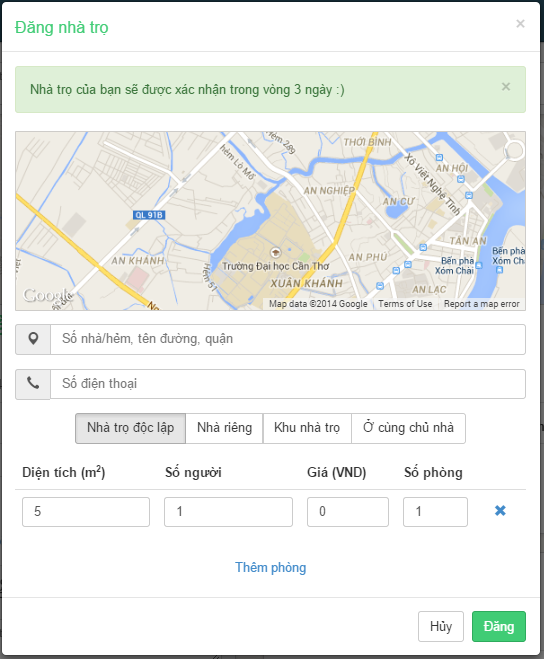 Đăng nhà trọ
×
Nhà trọ của bạn sẽ được xác nhận trong vòng 3 ngày :)
×
THỚI BÌNH
hẻm Lò Mổ
Xô Viết Nghệ Tĩnh
AN HỘI
AN NGHIỆP
AN CƯ
QL 91B
TÂN AN
AN KHÁNH
Trường Đại học Cần Thơ
AN PHÚ
Bến phà
Xóm Chài
Bến phà
Xóm Chài
XUÂN KHÁNH
AN LẠC
Hẻm 51
Google
Map data ©2014 Google
Terms of Use
Report a map error
Số nhà/hẻm, tên đường, quận
Số điện thoại
Nhà trọ độc lập Nhà riêng Khu nhà trọ Ở cùng chủ nhà
Diện tích (m²) Số người Giá (VND) Số phòng
5 1 0 1
Thêm phòng
Hủy Đăng